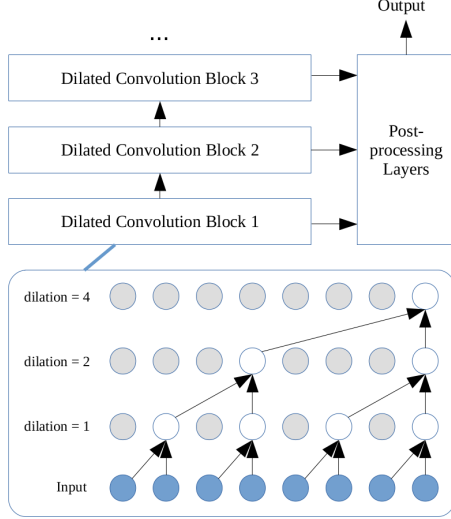 Output
...
Dilated Convolution Block 3
Dilated Convolution Block 2
Dilated Convolution Block 1
Post-
processing
Layers
dilation = 4
dilation = 2
dilation = 1
Input